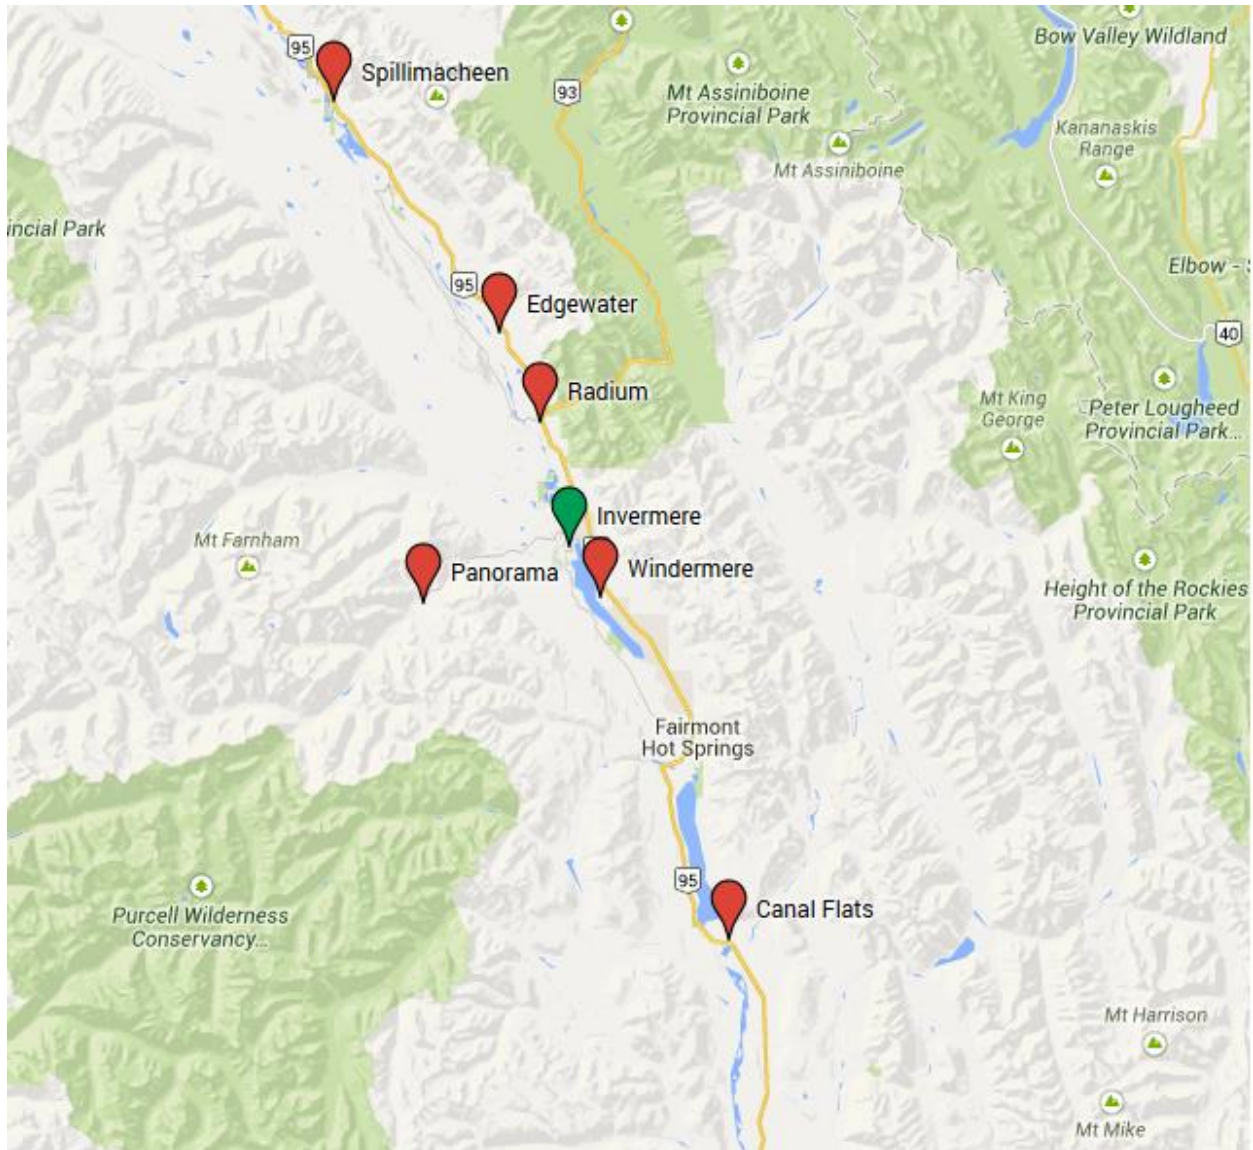 Bow Valley Wildland
95
Spillimacheen
93
Mt Assiniboine
Provincial Park
Kananaskis
Range
Mt Assiniboine
incial Park
Elbow - S
95
Edgewater
40
Radium
Mt King
George
Peter Lougheed
Provincial Park...
Invermere
Mt Farnham
Panorama
Windermere
Height of the Rockies
Provincial Park
Fairmont
Hot Springs
95
Canal Flats
Purcell Wilderness
Conservancy...
Mt Harrison
Mt Mike